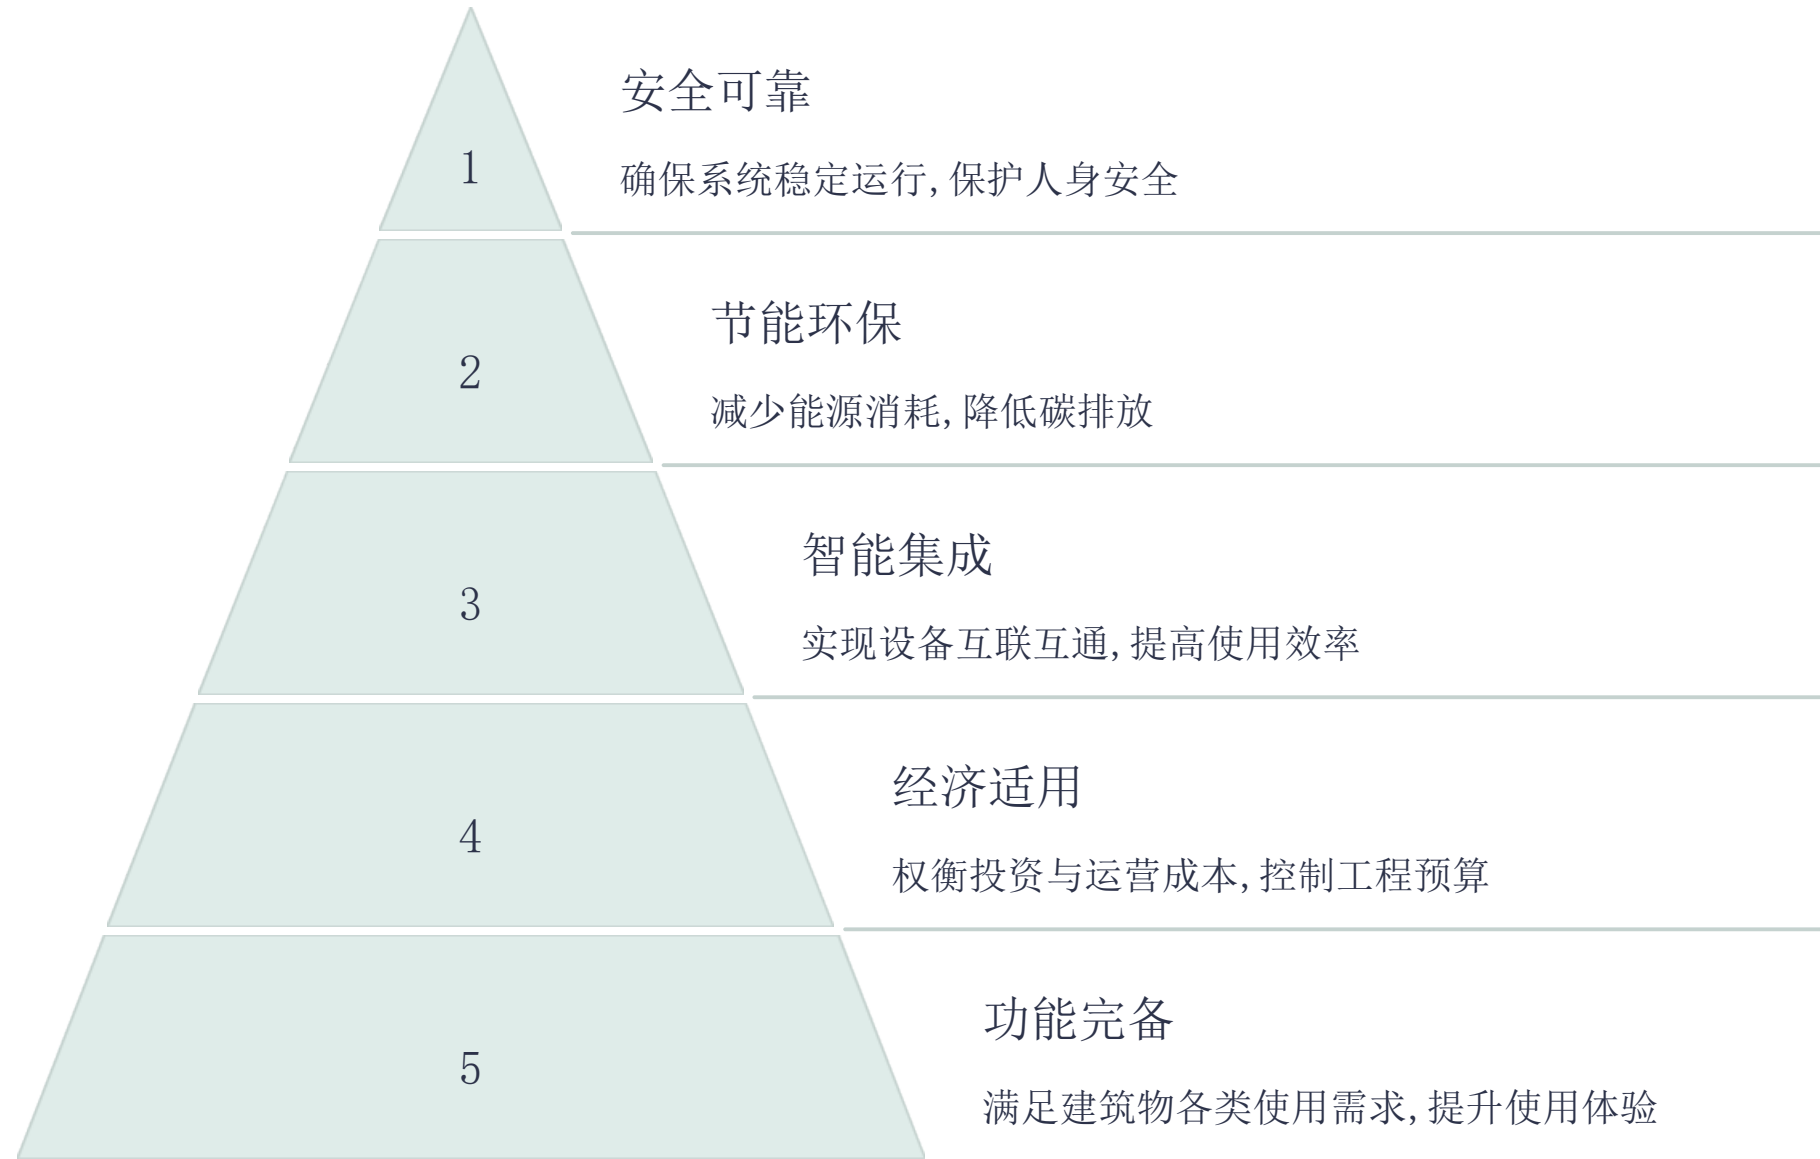 1
安全可靠
确保系统稳定运行,保护人身安全
2
节能环保
减少能源消耗,降低碳排放
3
智能集成
实现设备互联互通,提高使用效率
4
经济适用
权衡投资与运营成本,控制工程预算
5
功能完备
满足建筑物各类使用需求,提升使用体验